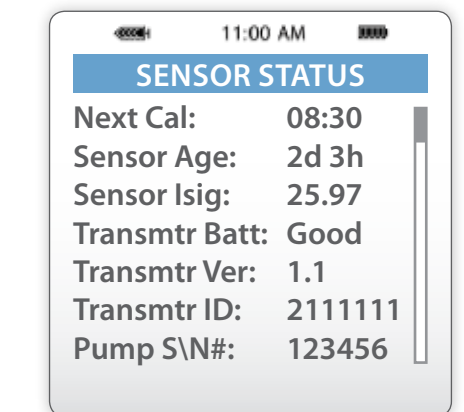 11:00 AM
SENSOR STATUS
Next Cal: 08:30
Sensor Age: 2d 3h
Sensor Isig: 25.97
Transmtr Batt: Good
Transmtr Ver: 1.1
Transmtr ID: 2111111
Pump S\N#: 123456